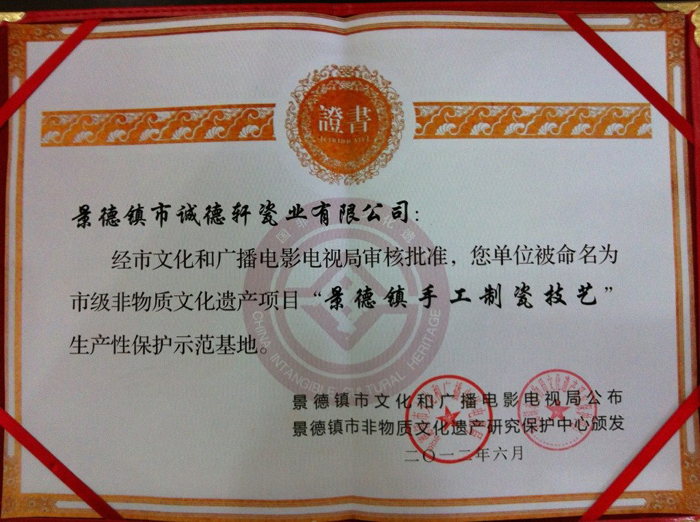 證書
景德镇市诚德轩瓷业有限公司：
经市文化和广播电影电视局审核批准，您单位被命名为
市级非物质文化遗产项目“景德镇手工制瓷技艺”
生产性保护示范基地。
CHINA INTANGIBLE CULTURAL HERITAGE
景德镇市文化和广播电影电视局公布
景德镇市非物质文化遗产研究保护中心颁发
二〇一二年六月